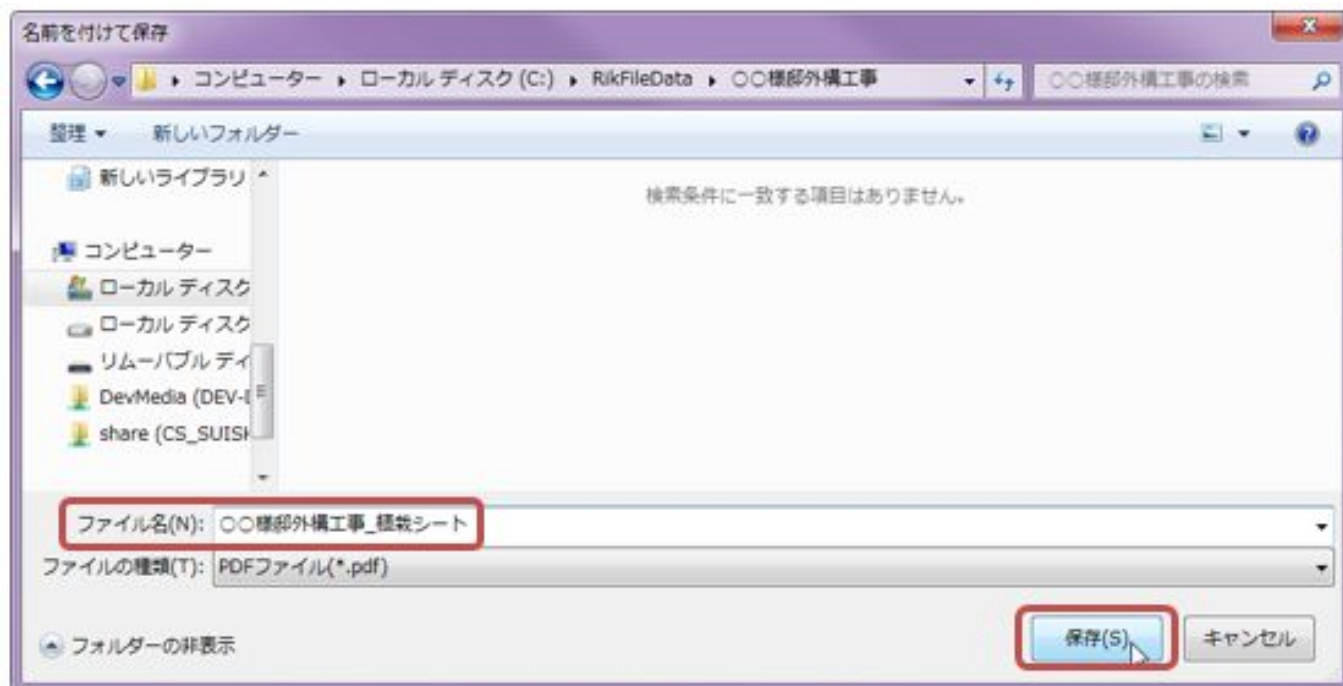 名前を付けて保存
コンピューター ▸ ローカル ディスク (C:) ▸ RikFileData ▸ 〇〇様邸外構工事
〇〇様邸外構工事の検索
整理 ▼ 新しいフォルダー
新しいライブラリ
検索条件に一致する項目はありません。
コンピューター
ローカル ディスク
ローカル ディスク
リムーバブル ディ
DevMedia (DEV-D
share (CS_SUISH
ファイル名(N): 〇〇様邸外構工事_植栽シート
ファイルの種類(T): PDFファイル(*.pdf)
フォルダーの非表示
保存(S)
キャンセル